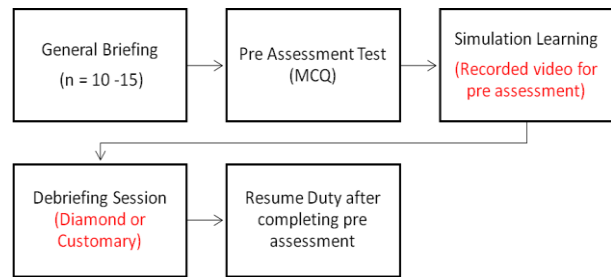 General Briefing
(n = 10 -15)
Pre Assessment Test
(MCQ)
Simulation Learning
(Recorded video for
pre assessment)
Debriefing Session
(Diamond or
Customary)
Resume Duty after
completing pre
assessment